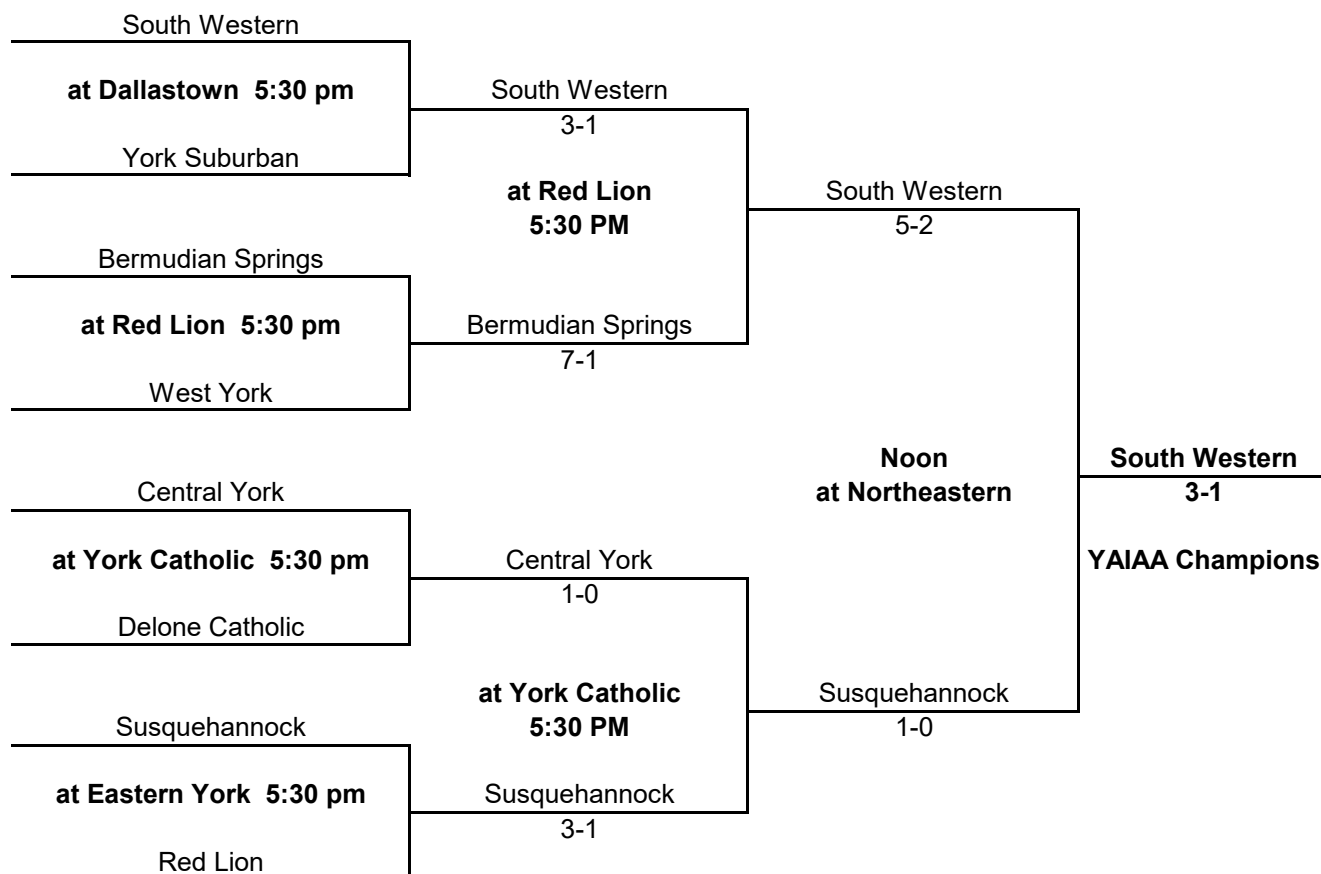 South Western
at Dallastown 5:30 pm
South Western
3-1
York Suburban
at Red Lion
5:30 PM
South Western
5-2
Bermudian Springs
at Red Lion 5:30 pm
Bermudian Springs
7-1
West York
Noon
at Northeastern
South Western
3-1
Central York
at York Catholic 5:30 pm
Central York
1-0
YAIAA Champions
Delone Catholic
at York Catholic
5:30 PM
Susquehannock
1-0
Susquehannock
at Eastern York 5:30 pm
Susquehannock
3-1
Red Lion